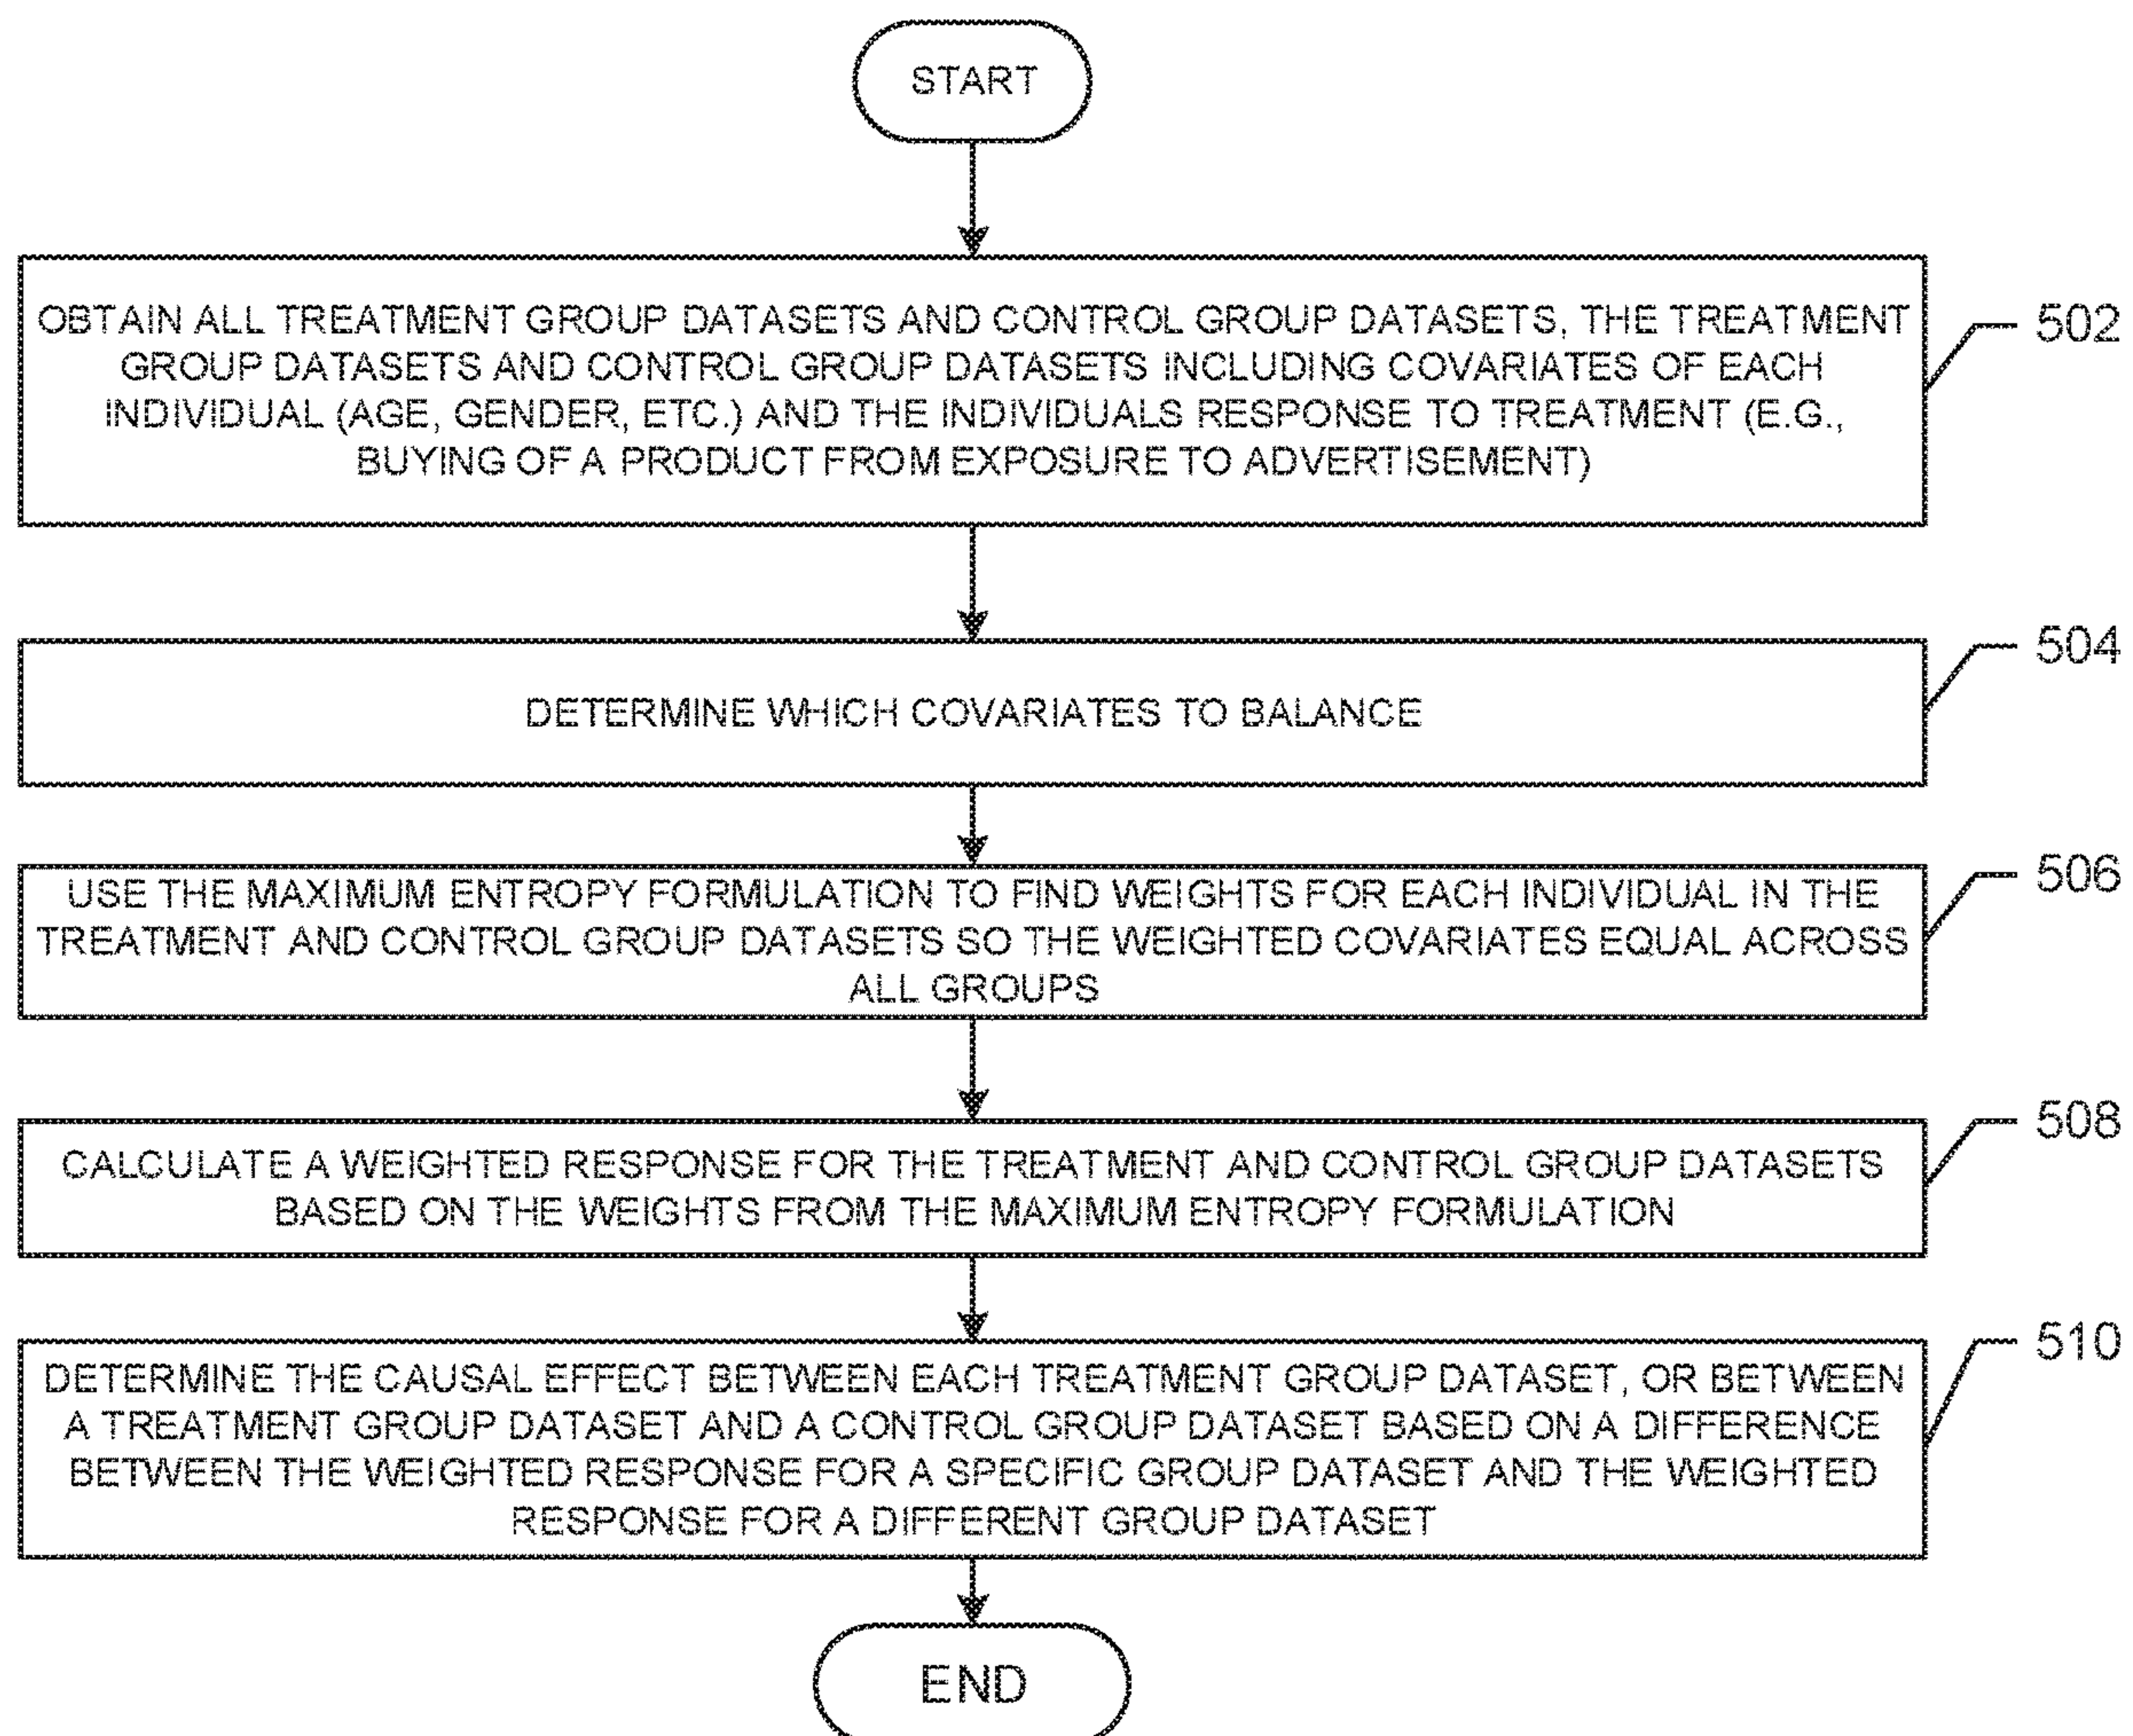 START
OBTAIN ALL TREATMENT GROUP DATASETS AND CONTROL GROUP DATASETS, THE TREATMENT
GROUP DATASETS AND CONTROL GROUP DATASETS INCLUDING COVARIATES OF EACH
INDIVIDUAL (AGE, GENDER, ETC.) AND THE INDIVIDUALS RESPONSE TO TREATMENT (E.G.,
BUYING OF A PRODUCT FROM EXPOSURE TO ADVERTISEMENT)
502
DETERMINE WHICH COVARIATES TO BALANCE
504
USE THE MAXIMUM ENTROPY FORMULATION TO FIND WEIGHTS FOR EACH INDIVIDUAL IN THE
TREATMENT AND CONTROL GROUP DATASETS SO THE WEIGHTED COVARIATES EQUAL ACROSS
ALL GROUPS
506
CALCULATE A WEIGHTED RESPONSE FOR THE TREATMENT AND CONTROL GROUP DATASETS
BASED ON THE WEIGHTS FROM THE MAXIMUM ENTROPY FORMULATION
508
DETERMINE THE CAUSAL EFFECT BETWEEN EACH TREATMENT GROUP DATASET, OR BETWEEN
A TREATMENT GROUP DATASET AND A CONTROL GROUP DATASET BASED ON A DIFFERENCE
BETWEEN THE WEIGHTED RESPONSE FOR A SPECIFIC GROUP DATASET AND THE WEIGHTED
RESPONSE FOR A DIFFERENT GROUP DATASET
510
END